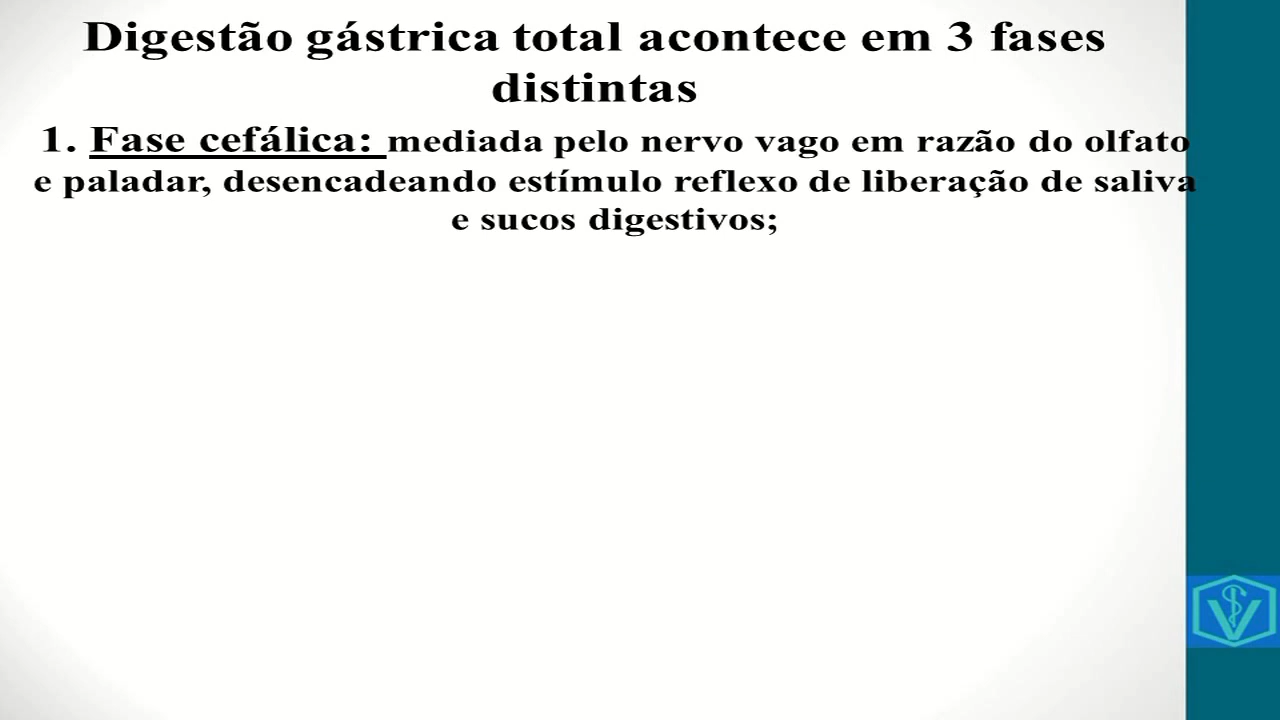 Digestão gástrica total acontece em 3 fases
distintas
1. Fase cefálica: mediada pelo nervo vago em razão do olfato
e paladar, desencadeando estímulo reflexo de liberação de saliva
e sucos digestivos;